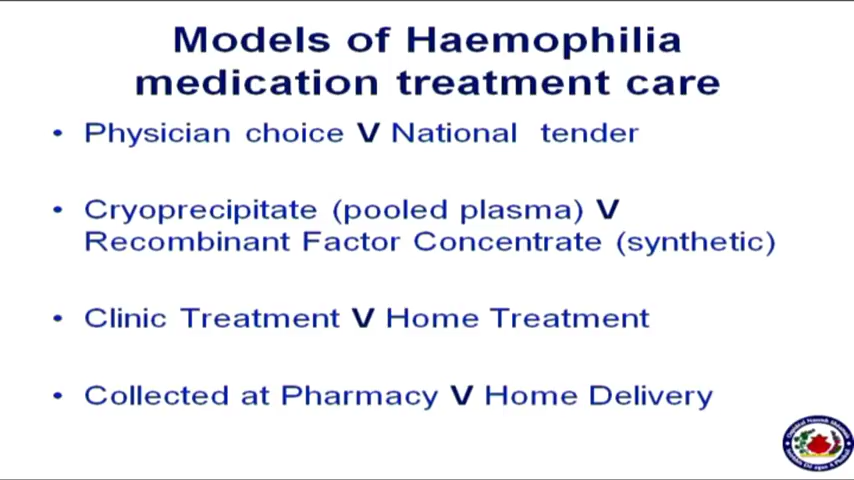 Models of Haemophilia
medication treatment care
• Physician choice V National tender
• Cryoprecipitate (pooled plasma) V
Recombinant Factor Concentrate (synthetic)
• Clinic Treatment V Home Treatment
• Collected at Pharmacy V Home Delivery